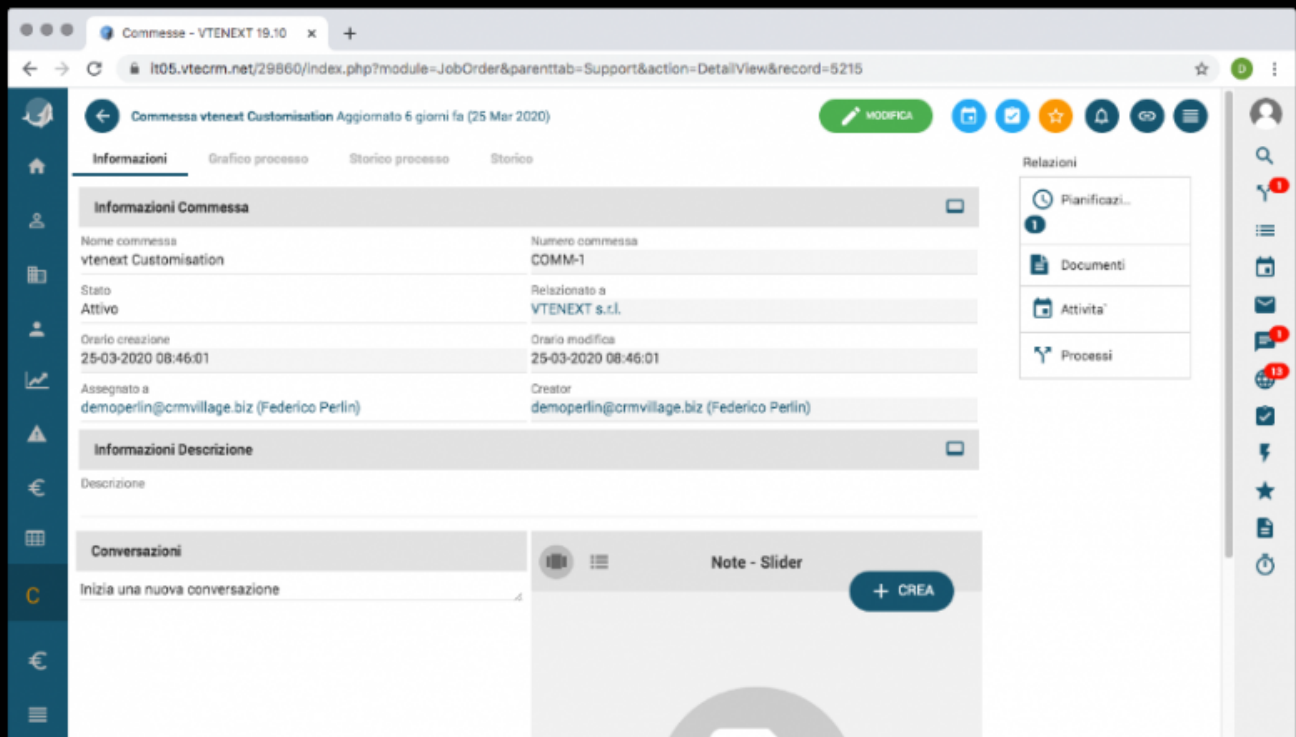 Commesse - VTENEXT 19.10
it05.vtecrm.net/29860/index.php?module=JobOrder&parenttab=Support&action=DetailView&record=5215
D
Commessa vtenext Customisation Aggiornato 6 giorni fa (25 Mar 2020)
MODIFICA
Informazioni Grafico processo Storico processo Storico
Relazioni
Informazioni Commessa
Pianificazi...
1
Nome commessa Numero commessa
vtenext Customisation COMM-1
Documenti
Stato Relazionato a
Attivo VTENEXT s.r.l.
Attivita`
Orario creazione Orario modifica
25-03-2020 08:46:01 25-03-2020 08:46:01
Processi
Assegnato a Creator
demoperlin@crmvillage.biz (Federico Perlin) demoperlin@crmvillage.biz (Federico Perlin)
Informazioni Descrizione
Descrizione
Conversazioni Note - Slider
Inizia una nuova conversazione
+ CREA
C
1
1
13